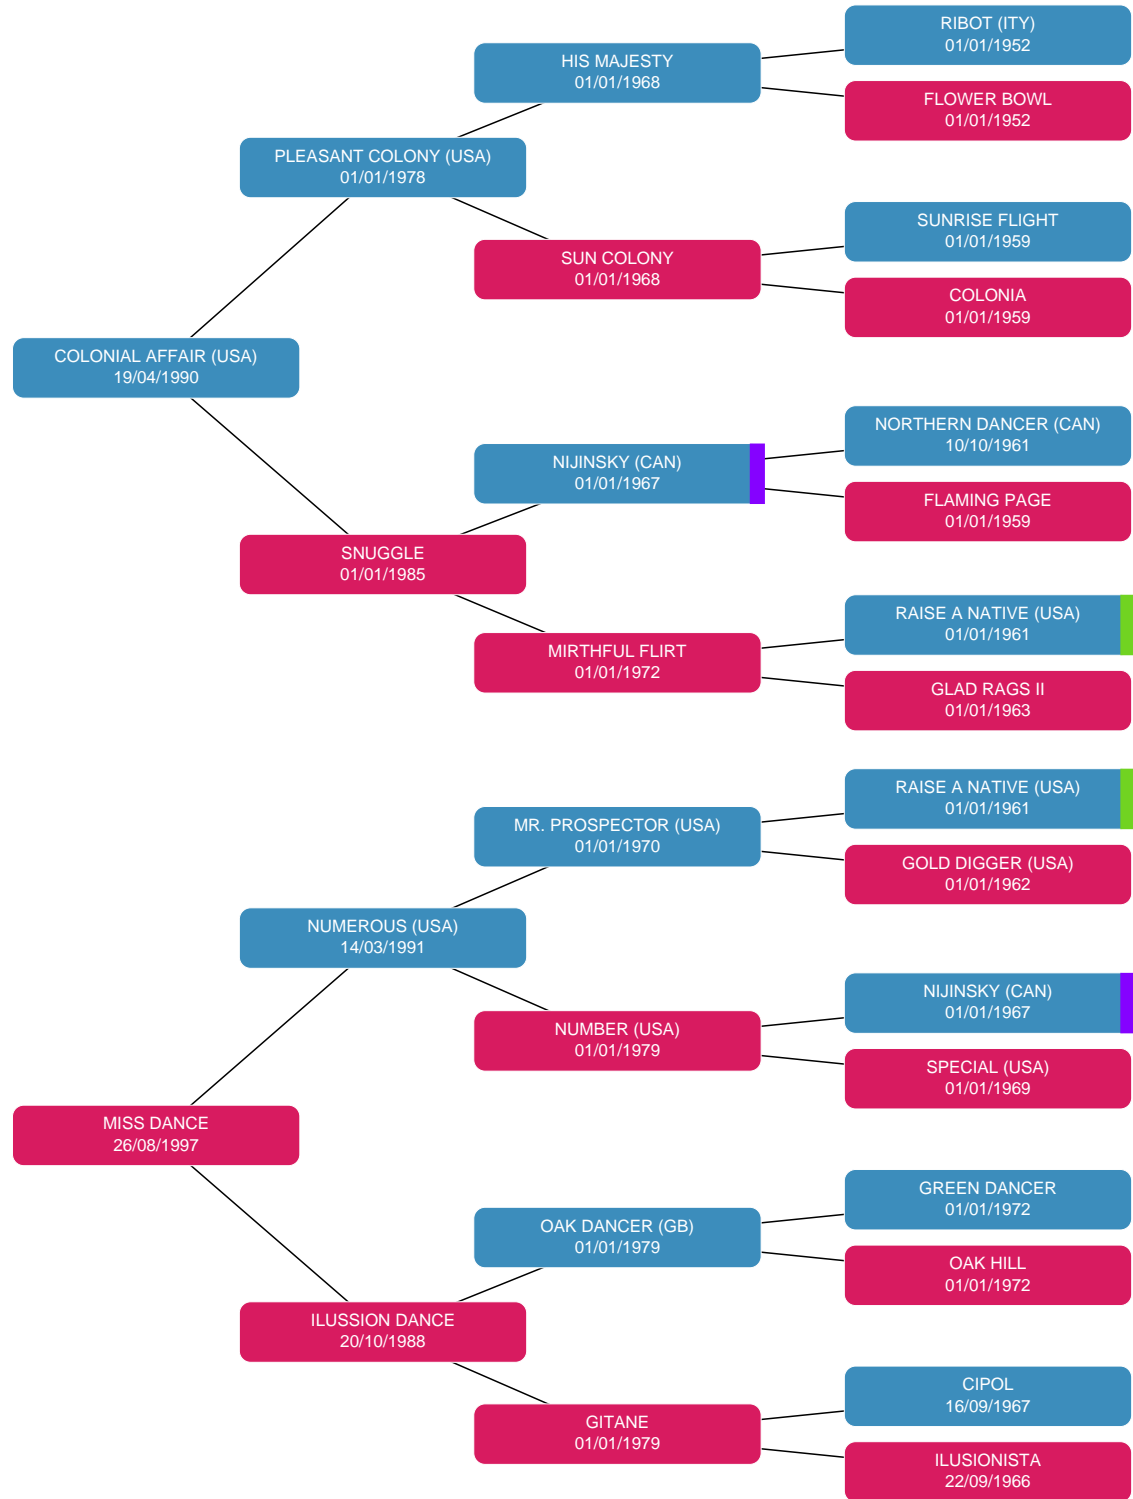 RIBOT (ITY)
01/01/1952
HIS MAJESTY
01/01/1968
FLOWER BOWL
01/01/1952
PLEASANT COLONY (USA)
01/01/1978
SUNRISE FLIGHT
01/01/1959
SUN COLONY
01/01/1968
COLONIA
01/01/1959
COLONIAL AFFAIR (USA)
19/04/1990
NORTHERN DANCER (CAN)
10/10/1961
NIJINSKY (CAN)
01/01/1967
FLAMING PAGE
01/01/1959
SNUGGLE
01/01/1985
RAISE A NATIVE (USA)
01/01/1961
MIRTHFUL FLIRT
01/01/1972
GLAD RAGS II
01/01/1963
RAISE A NATIVE (USA)
01/01/1961
MR. PROSPECTOR (USA)
01/01/1970
GOLD DIGGER (USA)
01/01/1962
NUMEROUS (USA)
14/03/1991
NIJINSKY (CAN)
01/01/1967
NUMBER (USA)
01/01/1979
SPECIAL (USA)
01/01/1969
MISS DANCE
26/08/1997
GREEN DANCER
01/01/1972
OAK DANCER (GB)
01/01/1979
OAK HILL
01/01/1972
ILUSSION DANCE
20/10/1988
CIPOL
16/09/1967
GITANE
01/01/1979
ILUSIONISTA
22/09/1966